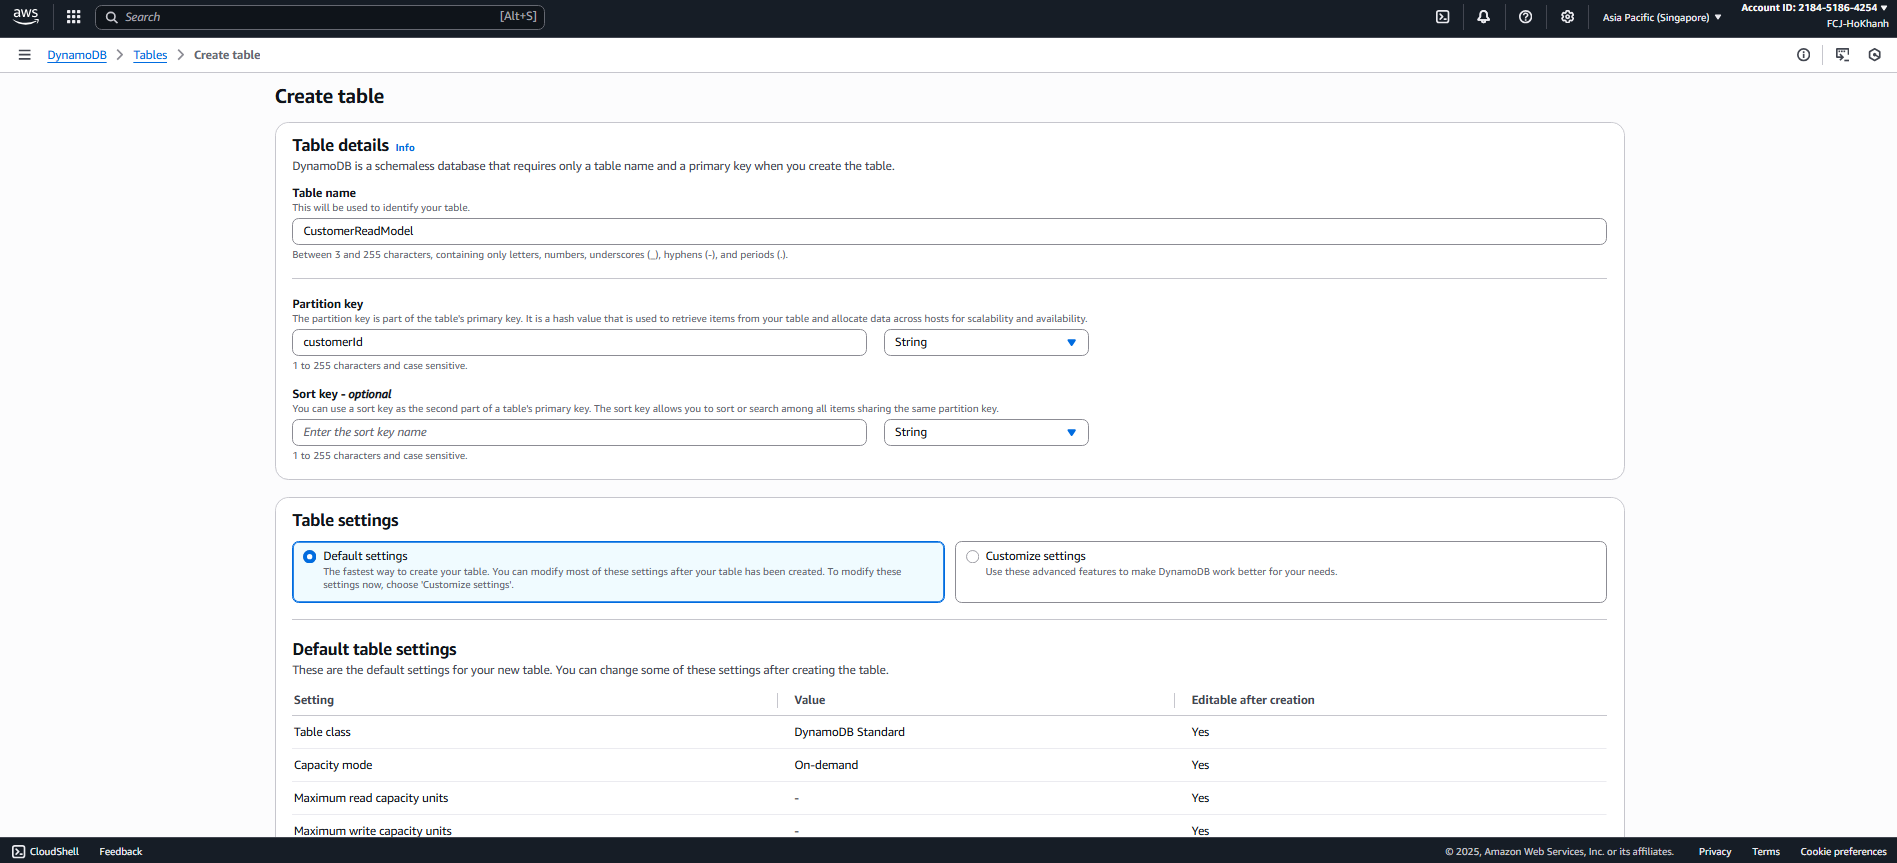 aws
Search [Alt+S]
Asia Pacific (Singapore)
Account ID: 2184-5186-4254
FCJ-HoKhanh
DynamoDB
Tables
Create table
Create table
Table details Info
DynamoDB is a schemaless database that requires only a table name and a primary key when you create the table.
Table name
This will be used to identify your table.
CustomerReadModel
Between 3 and 255 characters, containing only letters, numbers, underscores (_), hyphens (-), and periods (.).
Partition key
The partition key is part of the table's primary key. It is a hash value that is used to retrieve items from your table and allocate data across hosts for scalability and availability.
customerId
String
1 to 255 characters and case sensitive.
Sort key - optional
You can use a sort key as the second part of a table's primary key. The sort key allows you to sort or search among all items sharing the same partition key.
Enter the sort key name
String
1 to 255 characters and case sensitive.
Table settings
Default settings
The fastest way to create your table. You can modify most of these settings after your table has been created. To modify these
settings now, choose 'Customize settings'.
Customize settings
Use these advanced features to make DynamoDB work better for your needs.
Default table settings
These are the default settings for your new table. You can change some of these settings after creating the table.
Setting Value Editable after creation
Table class DynamoDB Standard Yes
Capacity mode On-demand Yes
Maximum read capacity units - Yes
Maximum write capacity units - Yes
CloudShell Feedback © 2025, Amazon Web Services, Inc. or its affiliates. Privacy Terms Cookie preferences